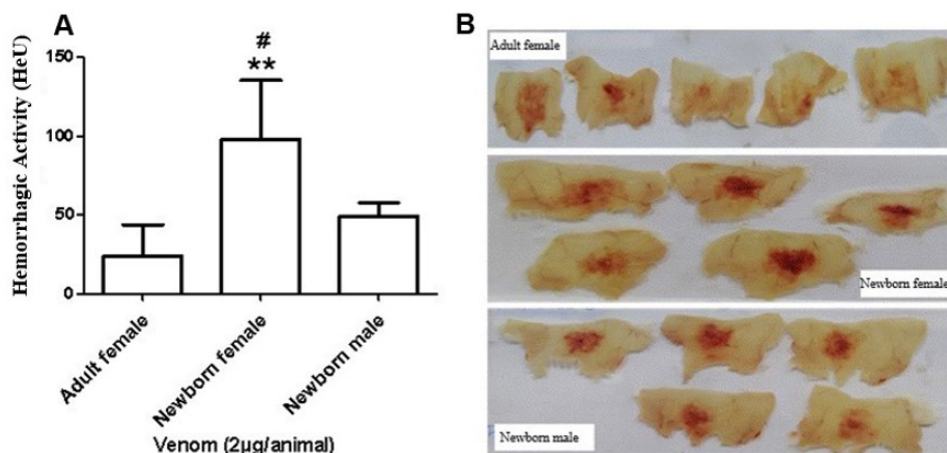 A
Hemorrhagic Activity (HeU)
150
100
50
0
#
**
Adult female
Newborn female
Newborn male
Venom (2µg/animal)
B
Adult female
Newborn female
Newborn male